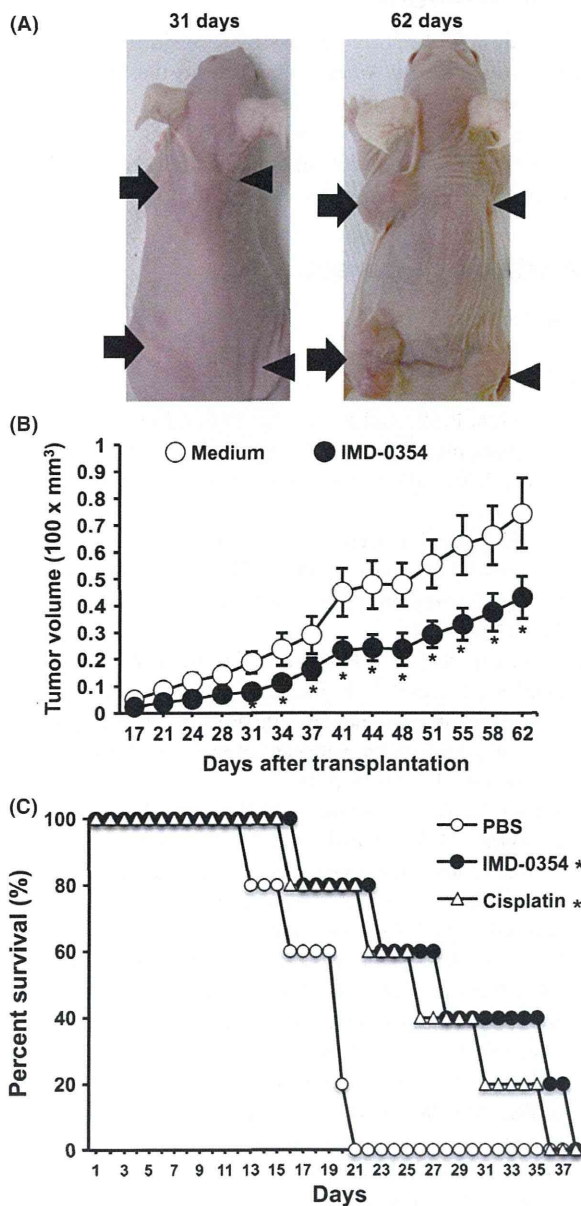 (A)
31 days
62 days
(B)
Medium
IMD-0354
1
0.9
0.8
0.7
0.6
0.5
0.4
0.3
0.2
0.1
0
Tumor volume (100 x mm³)
* * * * * * * * * *
17 21 24 28 31 34 37 41 44 48 51 55 58 62
Days after transplantation
(C)
PBS
IMD-0354 *
Cisplatin *
100
80
60
40
20
0
Percent survival (%)
1 3 5 7 9 11 13 15 17 19 21 23 25 27 29 31 33 35 37
Days